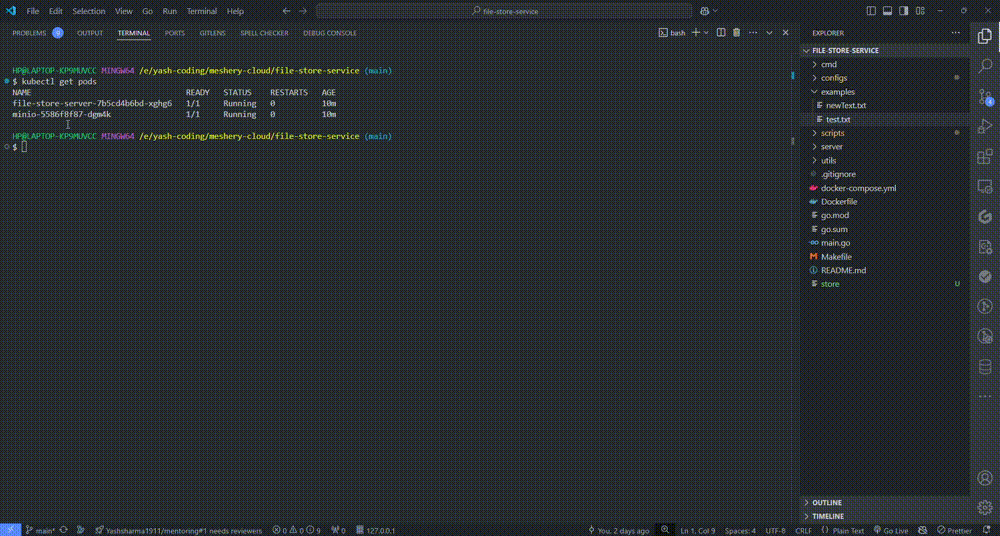 File Edit Selection View Go Run Terminal Help
file-store-service
PROBLEMS 9 OUTPUT TERMINAL PORTS GITLENS SPELL CHECKER DEBUG CONSOLE
bash
HP@LAPTOP-KP9MUVCC MINGW64 /e/yash-coding/meshery-cloud/file-store-service (main)
$ kubectl get pods
NAME READY STATUS RESTARTS AGE
file-store-server-7b5cd4b6bd-xghg6 1/1 Running 0 10m
minio-5586f8f87-dgm4k 1/1 Running 0 10m
HP@LAPTOP-KP9MUVCC MINGW64 /e/yash-coding/meshery-cloud/file-store-service (main)
$
EXPLORER
FILE-STORE-SERVICE
cmd
configs
examples
newText.txt
test.txt
scripts
server
utils
.gitignore
docker-compose.yml
Dockerfile
go.mod
go.sum
main.go
Makefile
README.md
store U
OUTLINE
TIMELINE
main* Yashsharma1911/mentoring#1 needs reviewers 0 0 9 0 127.0.0.1 You, 2 days ago Ln 1, Col 9 Spaces: 4 UTF-8 CRLF {} Plain Text Go Live Prettier